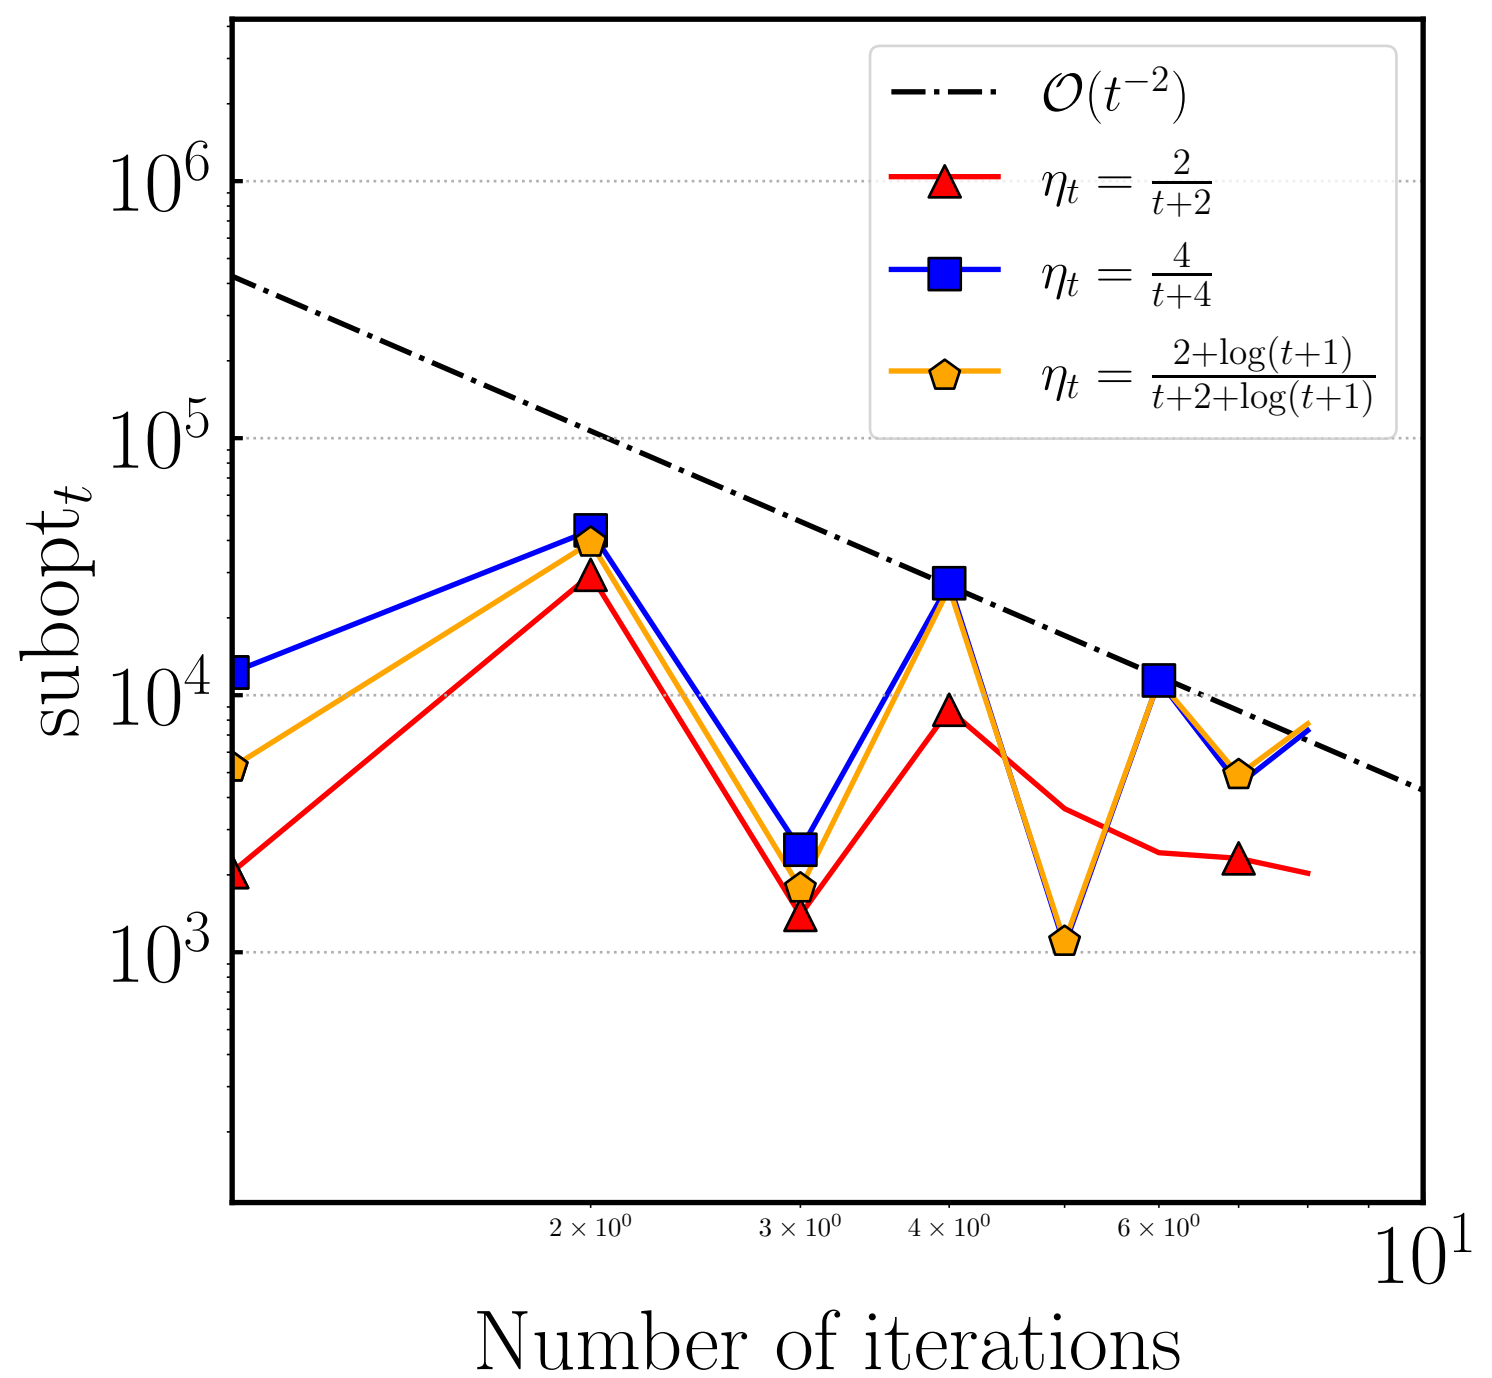 𝒪(t⁻²)
ηₜ = 2/(t+2)
ηₜ = 4/(t+4)
ηₜ = (2+log(t+1))/(t+2+log(t+1))
10⁶
10⁵
10⁴
10³
suboptₜ
2 × 10⁰ 3 × 10⁰ 4 × 10⁰ 6 × 10⁰
10¹
Number of iterations